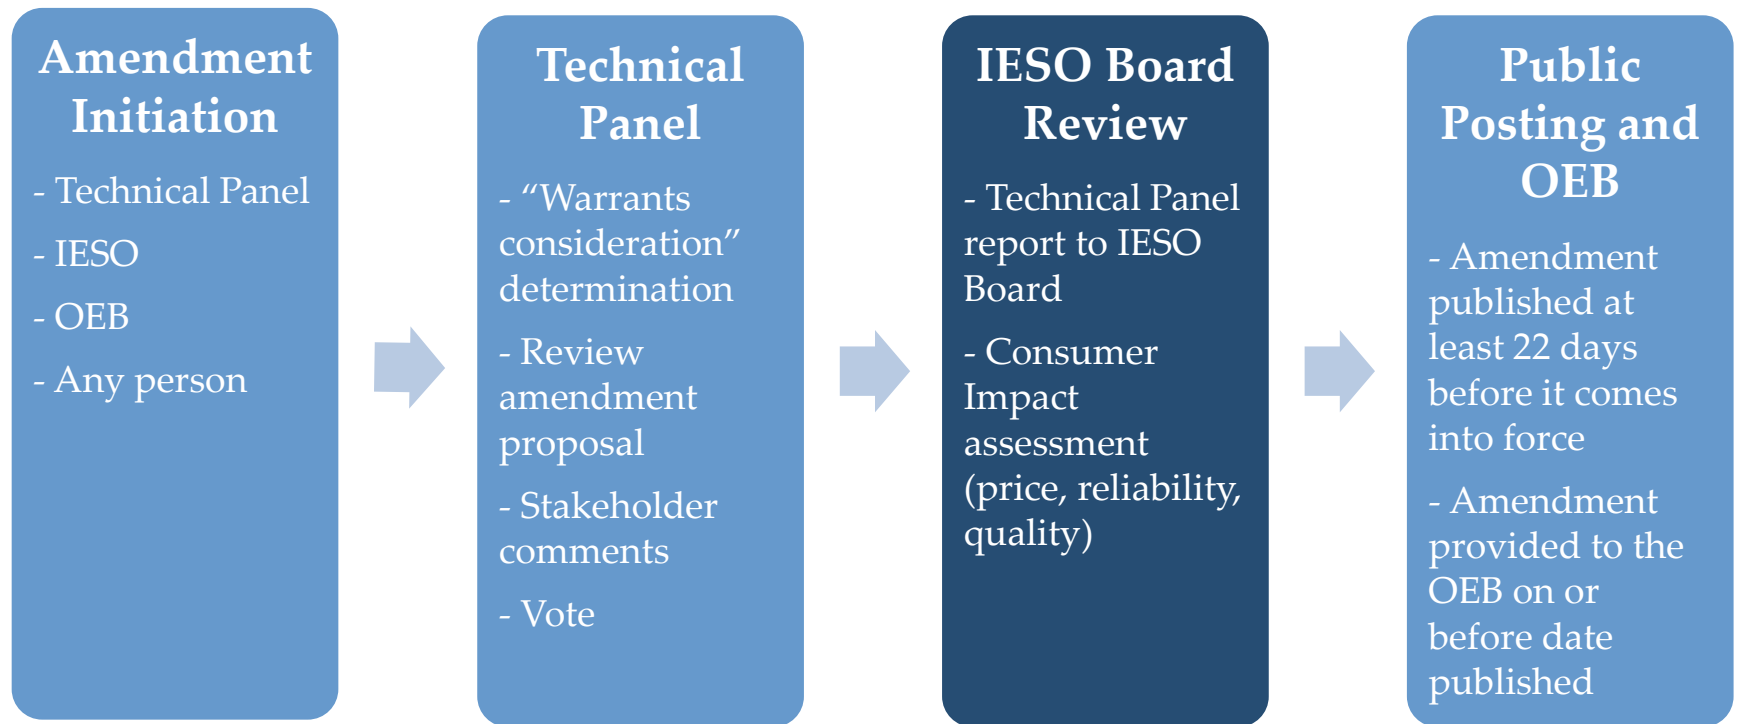 Amendment
Initiation
- Technical Panel
- IESO
- OEB
- Any person
Technical
Panel
- “Warrants
consideration”
determination
- Review
amendment
proposal
- Stakeholder
comments
- Vote
IESO Board
Review
- Technical Panel
report to IESO
Board
- Consumer
Impact
assessment
(price, reliability,
quality)
Public
Posting and
OEB
- Amendment
published at
least 22 days
before it comes
into force
- Amendment
provided to the
OEB on or
before date
published